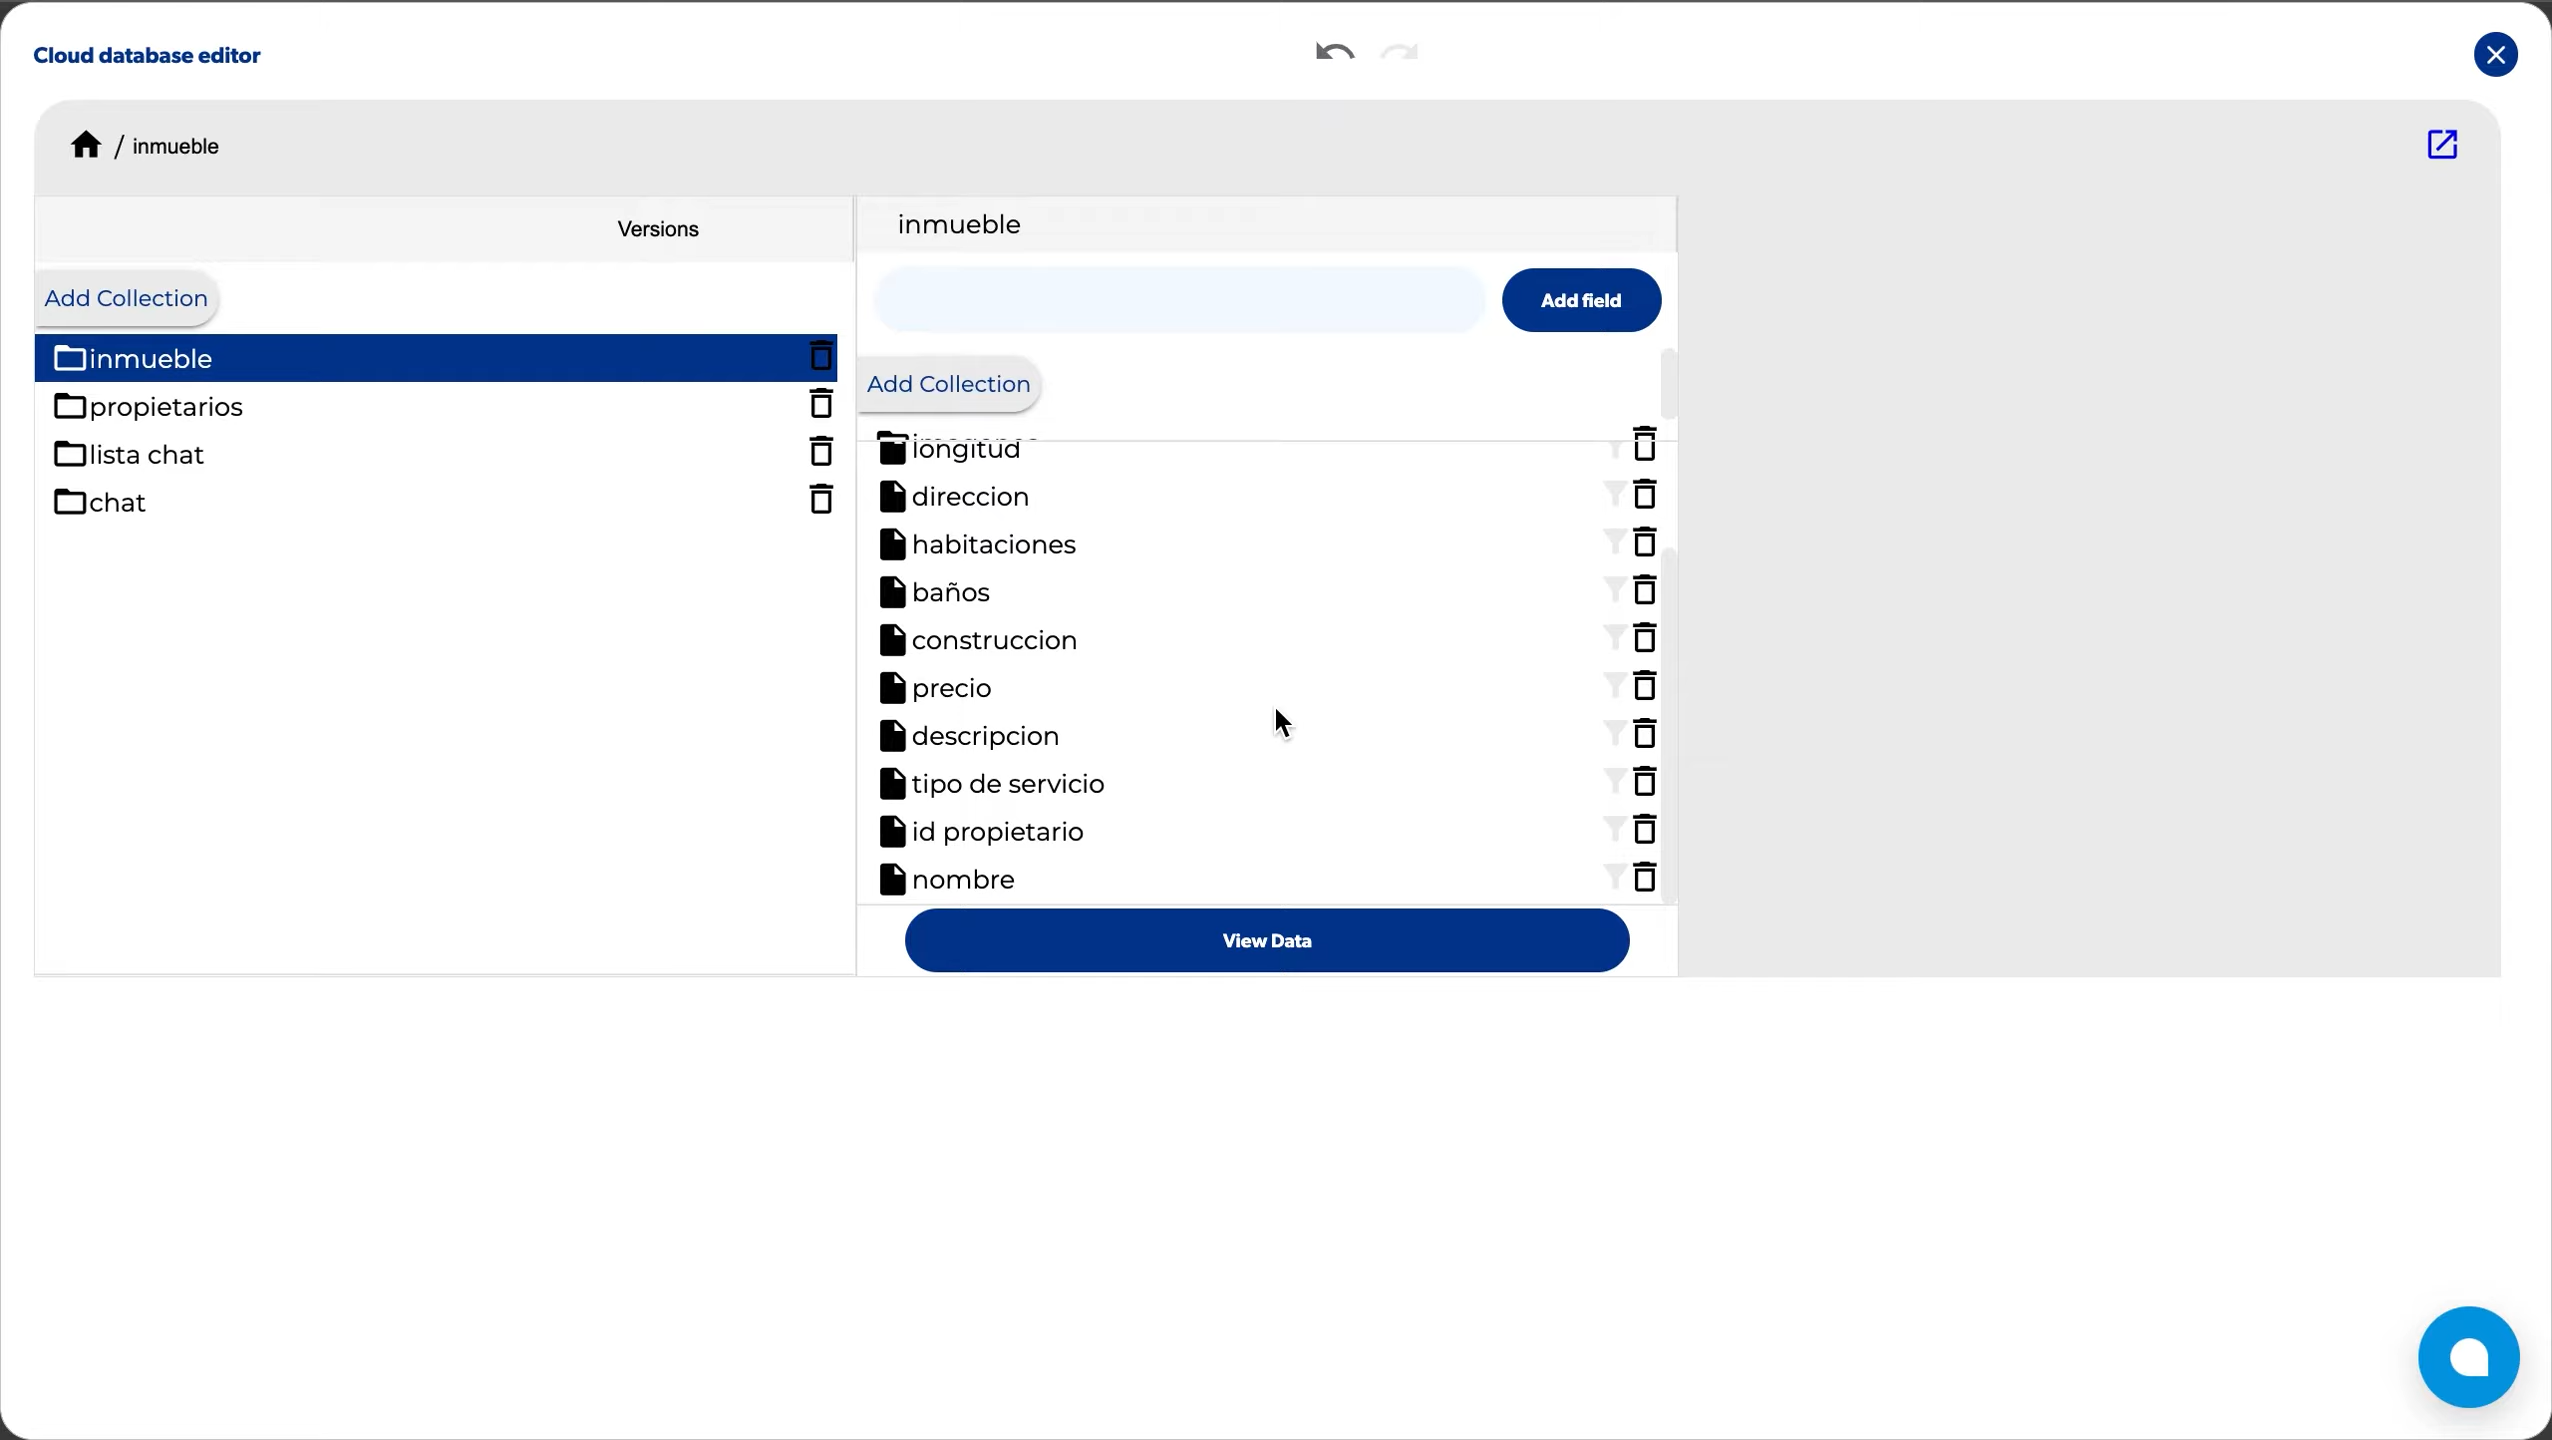 Cloud database editor
/ inmueble
Versions
Add Collection
inmueble
propietarios
lista chat
chat
inmueble
Add field
Add Collection
longitud
direccion
habitaciones
baños
construccion
precio
descripcion
tipo de servicio
id propietario
nombre
View Data